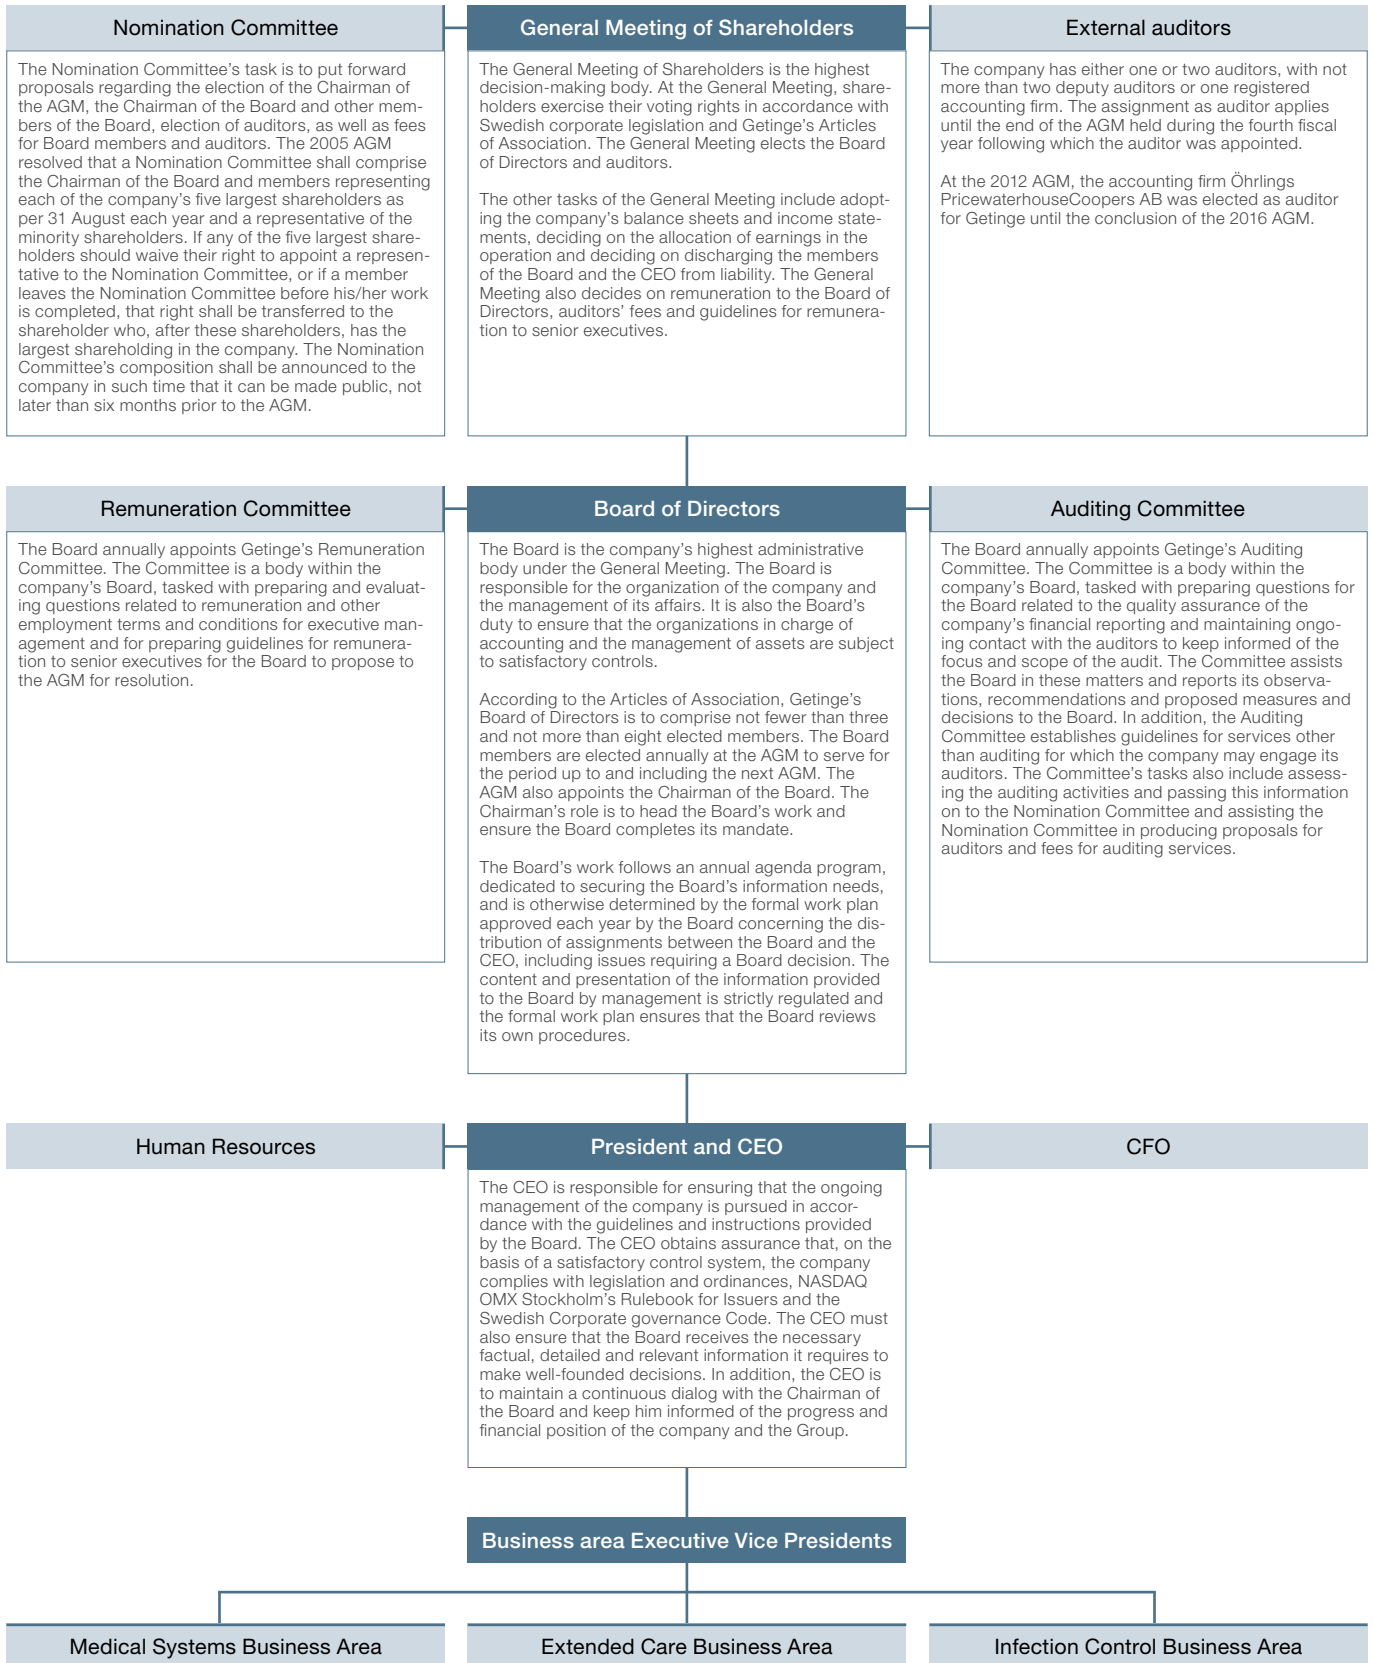 Nomination Committee
The Nomination Committee's task is to put forward
proposals regarding the election of the Chairman of
the AGM, the Chairman of the Board and other mem-
bers of the Board, election of auditors, as well as fees
for Board members and auditors. The 2005 AGM
resolved that a Nomination Committee shall comprise
the Chairman of the Board and members representing
each of the company's five largest shareholders as
per 31 August each year and a representative of the
minority shareholders. If any of the five largest share-
holders should waive their right to appoint a represen-
tative to the Nomination Committee, or if a member
leaves the Nomination Committee before his/her work
is completed, that right shall be transferred to the
shareholder who, after these shareholders, has the
largest shareholding in the company. The Nomination
Committee's composition shall be announced to the
company in such time that it can be made public, not
later than six months prior to the AGM.
General Meeting of Shareholders
The General Meeting of Shareholders is the highest
decision-making body. At the General Meeting, share-
holders exercise their voting rights in accordance with
Swedish corporate legislation and Getinge's Articles
of Association. The General Meeting elects the Board
of Directors and auditors.
The other tasks of the General Meeting include adopt-
ing the company's balance sheets and income state-
ments, deciding on the allocation of earnings in the
operation and deciding on discharging the members
of the Board and the CEO from liability. The General
Meeting also decides on remuneration to the Board of
Directors, auditors' fees and guidelines for remunera-
tion to senior executives.
External auditors
The company has either one or two auditors, with not
more than two deputy auditors or one registered
accounting firm. The assignment as auditor applies
until the end of the AGM held during the fourth fiscal
year following which the auditor was appointed.
At the 2012 AGM, the accounting firm Öhrlings
PricewaterhouseCoopers AB was elected as auditor
for Getinge until the conclusion of the 2016 AGM.
Remuneration Committee
The Board annually appoints Getinge's Remuneration
Committee. The Committee is a body within the
company's Board, tasked with preparing and evaluat-
ing questions related to remuneration and other
employment terms and conditions for executive man-
agement and for preparing guidelines for remunera-
tion to senior executives for the Board to propose to
the AGM for resolution.
Board of Directors
The Board is the company's highest administrative
body under the General Meeting. The Board is
responsible for the organization of the company and
the management of its affairs. It is also the Board's
duty to ensure that the organizations in charge of
accounting and the management of assets are subject
to satisfactory controls.
According to the Articles of Association, Getinge's
Board of Directors is to comprise not fewer than three
and not more than eight elected members. The Board
members are elected annually at the AGM to serve for
the period up to and including the next AGM. The
AGM also appoints the Chairman of the Board. The
Chairman's role is to head the Board's work and
ensure the Board completes its mandate.
The Board's work follows an annual agenda program,
dedicated to securing the Board's information needs,
and is otherwise determined by the formal work plan
approved each year by the Board concerning the dis-
tribution of assignments between the Board and the
CEO, including issues requiring a Board decision. The
content and presentation of the information provided
to the Board by management is strictly regulated and
the formal work plan ensures that the Board reviews
its own procedures.
Auditing Committee
The Board annually appoints Getinge's Auditing
Committee. The Committee is a body within the
company's Board, tasked with preparing questions for
the Board related to the quality assurance of the
company's financial reporting and maintaining ongo-
ing contact with the auditors to keep informed of the
focus and scope of the audit. The Committee assists
the Board in these matters and reports its observa-
tions, recommendations and proposed measures and
decisions to the Board. In addition, the Auditing
Committee establishes guidelines for services other
than auditing for which the company may engage its
auditors. The Committee's tasks also include assess-
ing the auditing activities and passing this information
on to the Nomination Committee and assisting the
Nomination Committee in producing proposals for
auditors and fees for auditing services.
Human Resources
President and CEO
The CEO is responsible for ensuring that the ongoing
management of the company is pursued in accor-
dance with the guidelines and instructions provided
by the Board. The CEO obtains assurance that, on the
basis of a satisfactory control system, the company
complies with legislation and ordinances, NASDAQ
OMX Stockholm's Rulebook for Issuers and the
Swedish Corporate governance Code. The CEO must
also ensure that the Board receives the necessary
factual, detailed and relevant information it requires to
make well-founded decisions. In addition, the CEO is
to maintain a continuous dialog with the Chairman of
the Board and keep him informed of the progress and
financial position of the company and the Group.
CFO
Business area Executive Vice Presidents
Medical Systems Business Area
Extended Care Business Area
Infection Control Business Area